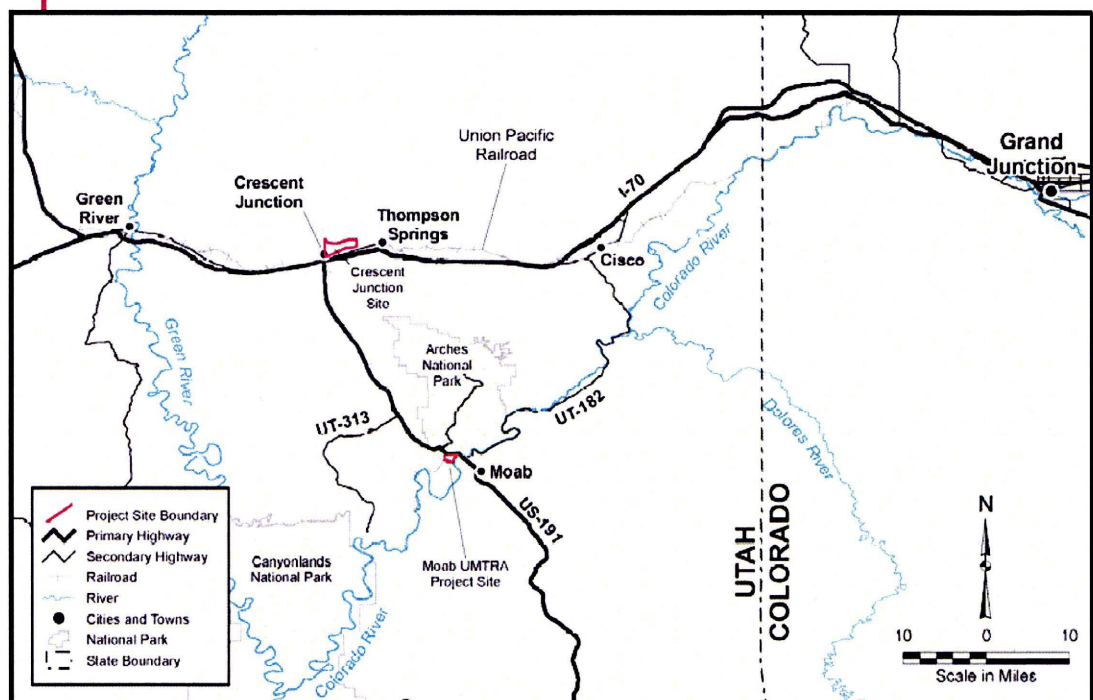 Union Pacific
Railroad
Grand
Junction
Crescent
Junction
Green
River
Thompson
Springs
I-70
Cisco
Colorado River
Crescent
Junction
Site
Green River
Arches
National
Park
UT-313
UT-182
Dolores River
Moab
US-191
Moab UMTRA
Project Site
Canyonlands
National Park
Colorado River
UTAH
COLORADO
N
Project Site Boundary
Primary Highway
Secondary Highway
Railroad
River
Cities and Towns
National Park
State Boundary
10 0 10
Scale in Miles